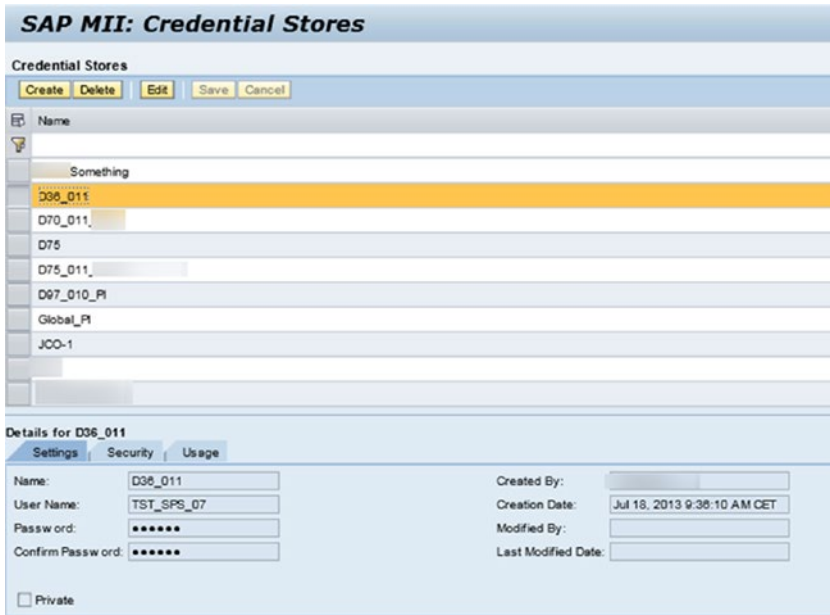 SAP MII: Credential Stores
Credential Stores
Create Delete Edit Save Cancel
Name
Something
D36_011
D70_011_
D75
D75_011_
D97_010_PI
Global_PI
JCO-1
Details for D36_011
Settings Security Usage
Name: D36_011 Created By:
User Name: TST_SPS_07 Creation Date: Jul 18, 2013 9:36:10 AM CET
Password: •••••• Modified By:
Confirm Password: •••••• Last Modified Date:
Private